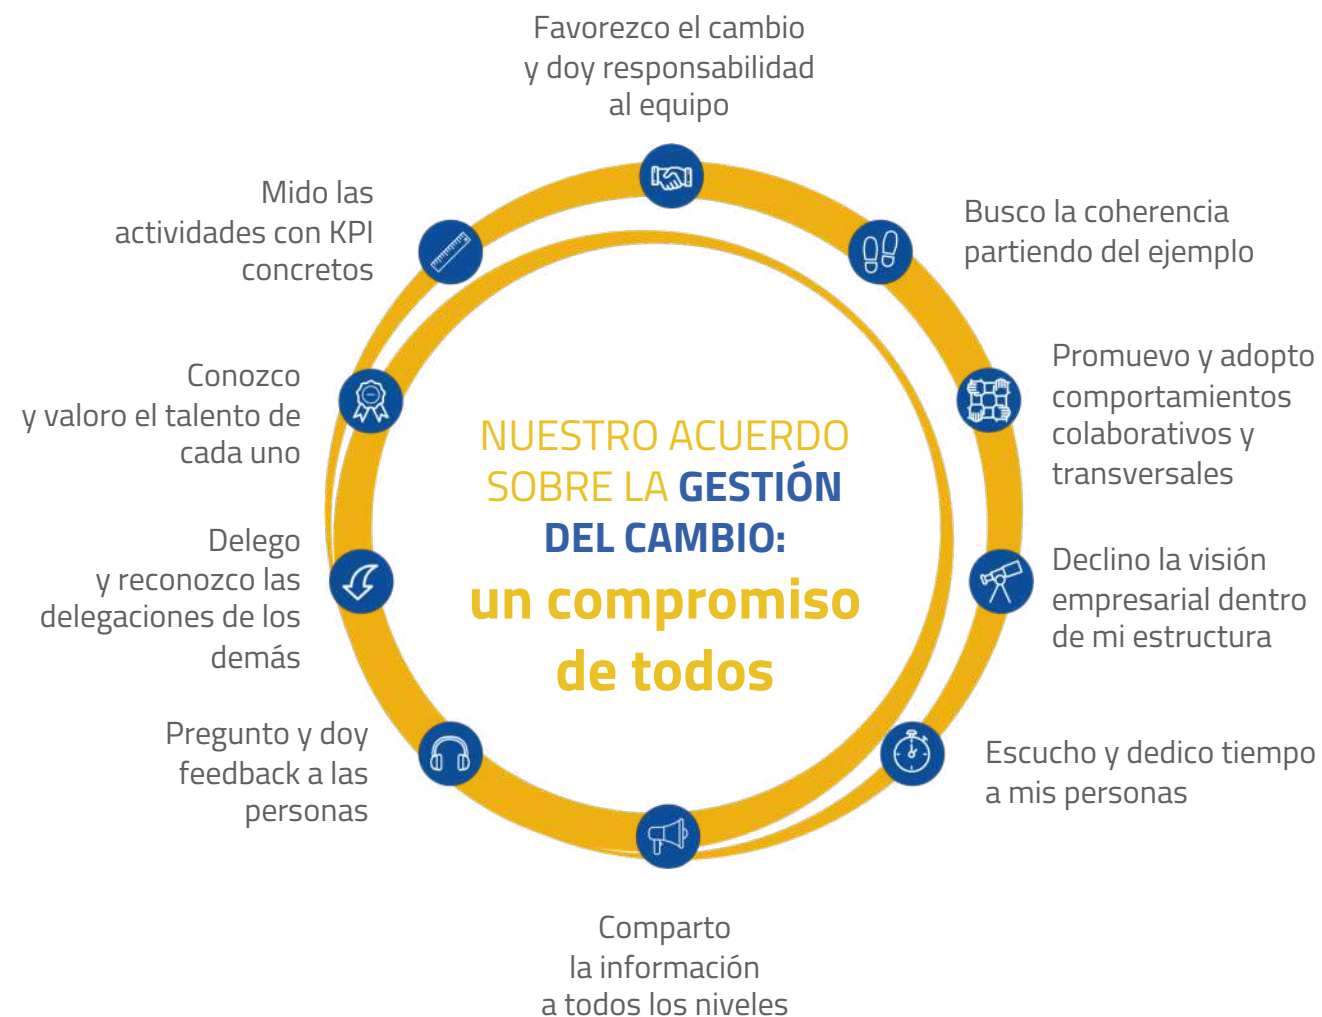 Favorezco el cambio
y doy responsabilidad
al equipo
Busco la coherencia
partiendo del ejemplo
Promuevo y adopto
comportamientos
colaborativos y
transversales
Declino la visión
empresarial dentro
de mi estructura
Escucho y dedico tiempo
a mis personas
Comparto
la información
a todos los niveles
Pregunto y doy
feedback a las
personas
Delego
y reconozco las
delegaciones de los
demás
Conozco
y valoro el talento de
cada uno
Mido las
actividades con KPI
concretos
NUESTRO ACUERDO
SOBRE LA GESTIÓN
DEL CAMBIO:
un compromiso
de todos